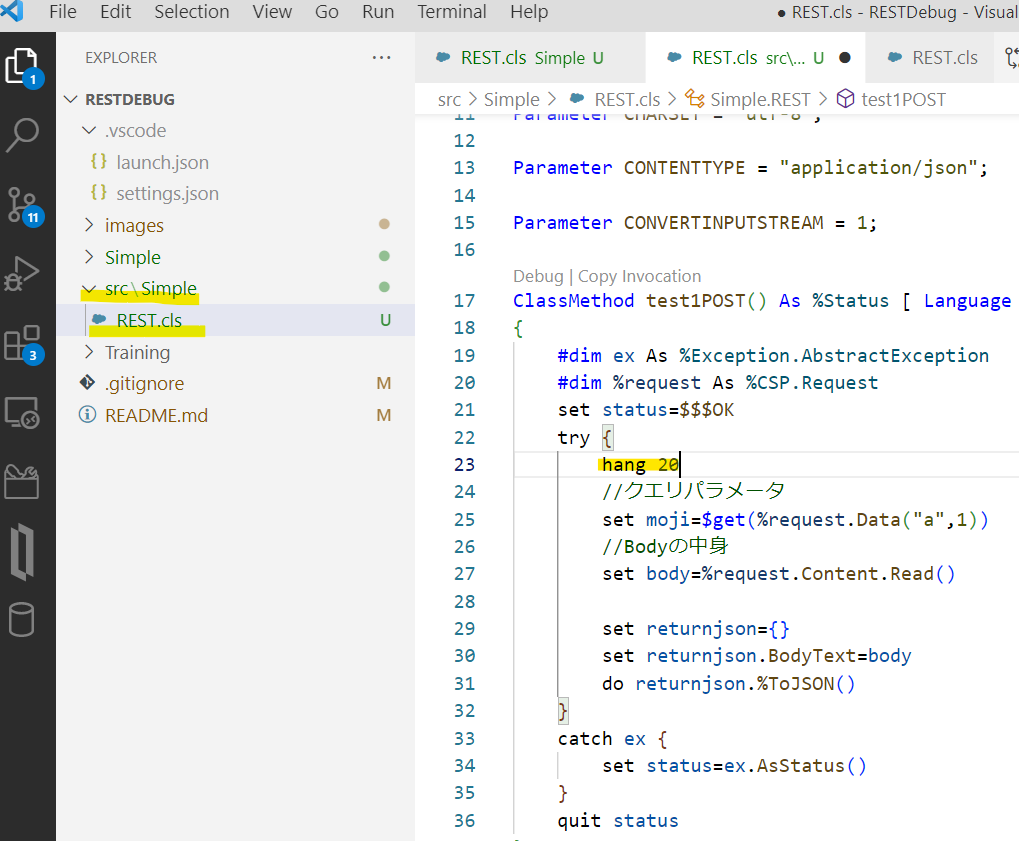 File Edit Selection View Go Run Terminal Help
● REST.cls - RESTDebug - Visual
EXPLORER ...
RESTDEBUG
.vscode
{} launch.json
{} settings.json
images
Simple
src\Simple
REST.cls U
Training
.gitignore M
README.md M
1
11
3
REST.cls Simple U
REST.cls src\... U ●
REST.cls
src > Simple > REST.cls > Simple.REST > test1POST
11 Parameter CHARSET = "utf-8";
12
13 Parameter CONTENTTYPE = "application/json";
14
15 Parameter CONVERTINPUTSTREAM = 1;
16
Debug | Copy Invocation
17 ClassMethod test1POST() As %Status [ Language
18 {
19 #dim ex As %Exception.AbstractException
20 #dim %request As %CSP.Request
21 set status=$$$OK
22 try {
23 hang 20
24 //クエリパラメータ
25 set moji=$get(%request.Data("a",1))
26 //Bodyの中身
27 set body=%request.Content.Read()
28
29 set returnjson={}
30 set returnjson.BodyText=body
31 do returnjson.%ToJSON()
32 }
33 catch ex {
34 set status=ex.AsStatus()
35 }
36 quit status